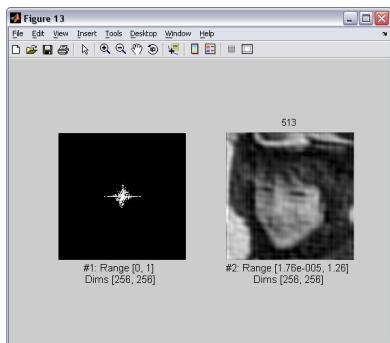 Figure 13
File Edit View Insert Tools Desktop Window Help
513
#1: Range [0, 1]
Dims [256, 256]
#2: Range [1.76e-005, 1.26]
Dims [256, 256]